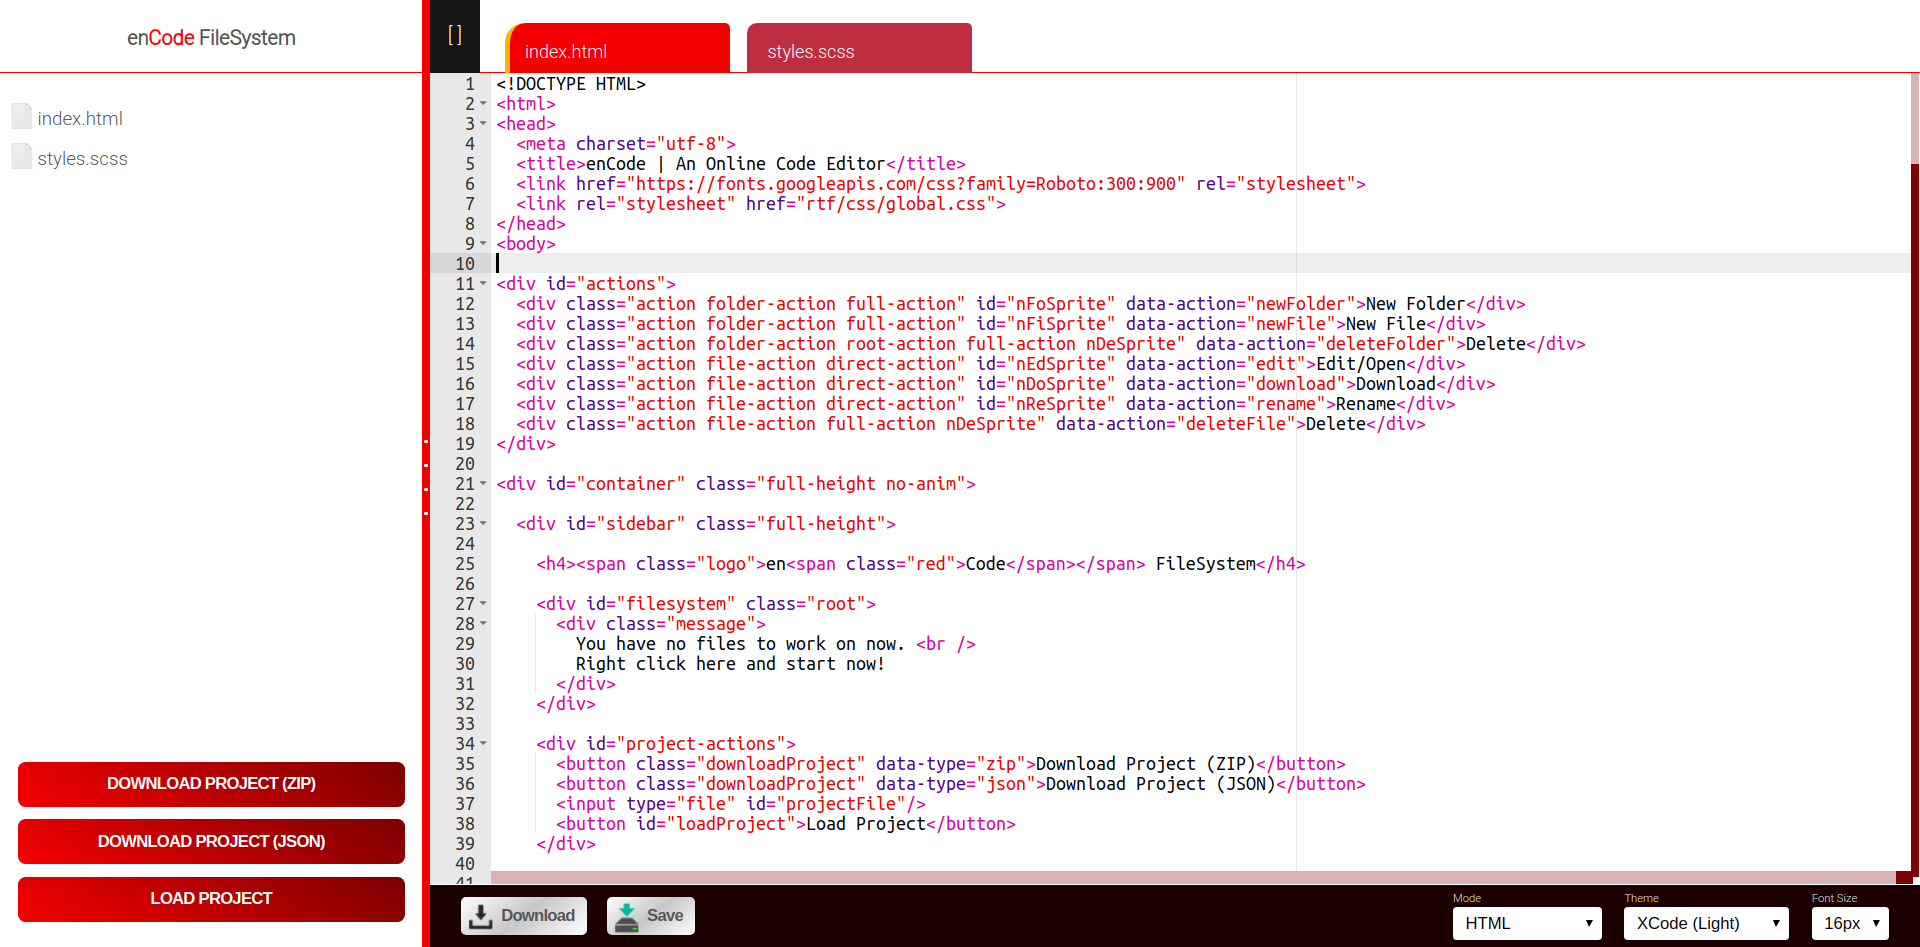 enCode FileSystem
index.html
styles.scss
DOWNLOAD PROJECT (ZIP)
DOWNLOAD PROJECT (JSON)
LOAD PROJECT
[ ]
index.html
styles.scss
1 <!DOCTYPE HTML>
2 <html>
3 <head>
4   <meta charset="utf-8">
5   <title>enCode | An Online Code Editor</title>
6   <link href="https://fonts.googleapis.com/css?family=Roboto:300:900" rel="stylesheet">
7   <link rel="stylesheet" href="rtf/css/global.css">
8 </head>
9 <body>
10
11 <div id="actions">
12   <div class="action folder-action full-action" id="nFoSprite" data-action="newFolder">New Folder</div>
13   <div class="action folder-action full-action" id="nFiSprite" data-action="newFile">New File</div>
14   <div class="action folder-action root-action full-action nDeSprite" data-action="deleteFolder">Delete</div>
15   <div class="action file-action direct-action" id="nEdSprite" data-action="edit">Edit/Open</div>
16   <div class="action file-action direct-action" id="nDoSprite" data-action="download">Download</div>
17   <div class="action file-action direct-action" id="nReSprite" data-action="rename">Rename</div>
18   <div class="action file-action full-action nDeSprite" data-action="deleteFile">Delete</div>
19 </div>
20
21 <div id="container" class="full-height no-anim">
22
23   <div id="sidebar" class="full-height">
24
25     <h4><span class="logo">en<span class="red">Code</span></span> FileSystem</h4>
26
27     <div id="filesystem" class="root">
28       <div class="message">
29         You have no files to work on now. <br />
30         Right click here and start now!
31       </div>
32     </div>
33
34     <div id="project-actions">
35       <button class="downloadProject" data-type="zip">Download Project (ZIP)</button>
36       <button class="downloadProject" data-type="json">Download Project (JSON)</button>
37       <input type="file" id="projectFile"/>
38       <button id="loadProject">Load Project</button>
39     </div>
40
41
Download
Save
Mode
HTML
Theme
XCode (Light)
Font Size
16px